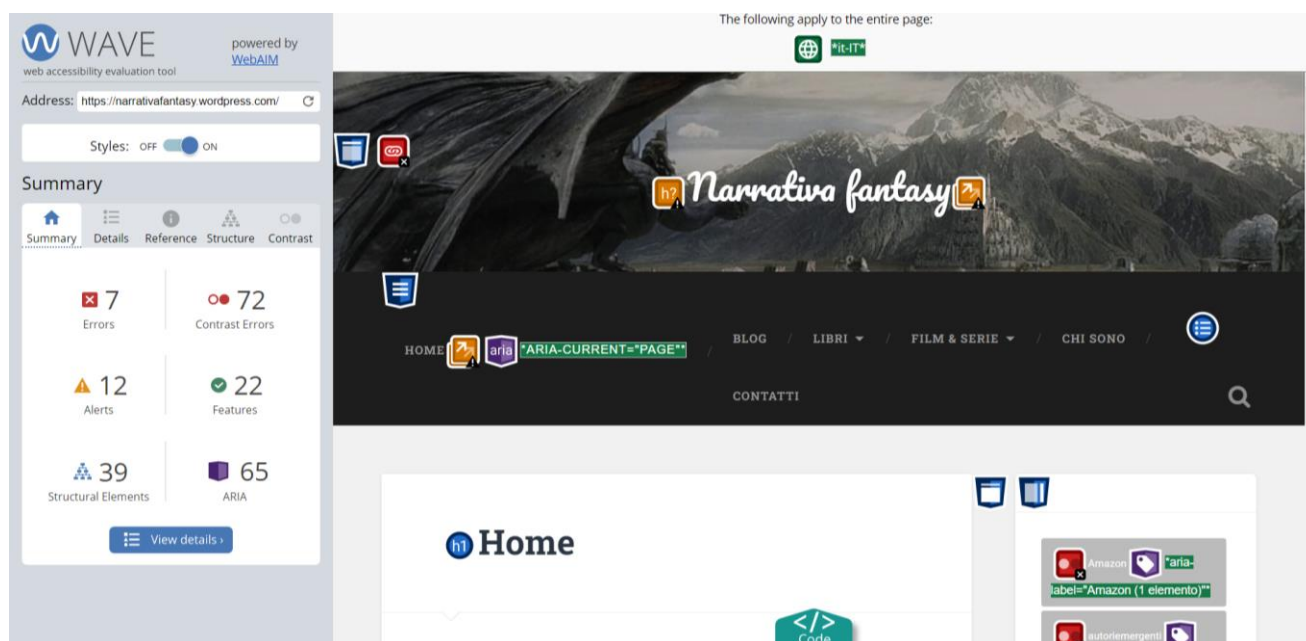 WAVE
powered by
WebAIM
web accessibility evaluation tool
Address: https://narrativafantasy.wordpress.com/
Styles: OFF ON
Summary
Summary Details Reference Structure Contrast
7
Errors
72
Contrast Errors
12
Alerts
22
Features
39
Structural Elements
65
ARIA
View details ›
The following apply to the entire page:
*it-IT*
h? Narrativa fantasy
HOME aria *ARIA-CURRENT="PAGE"* / BLOG / LIBRI / FILM & SERIE / CHI SONO /
CONTATTI
h1 Home
</>
Code
Amazon *aria-
label="Amazon (1 elemento)"*
autoriemergenti